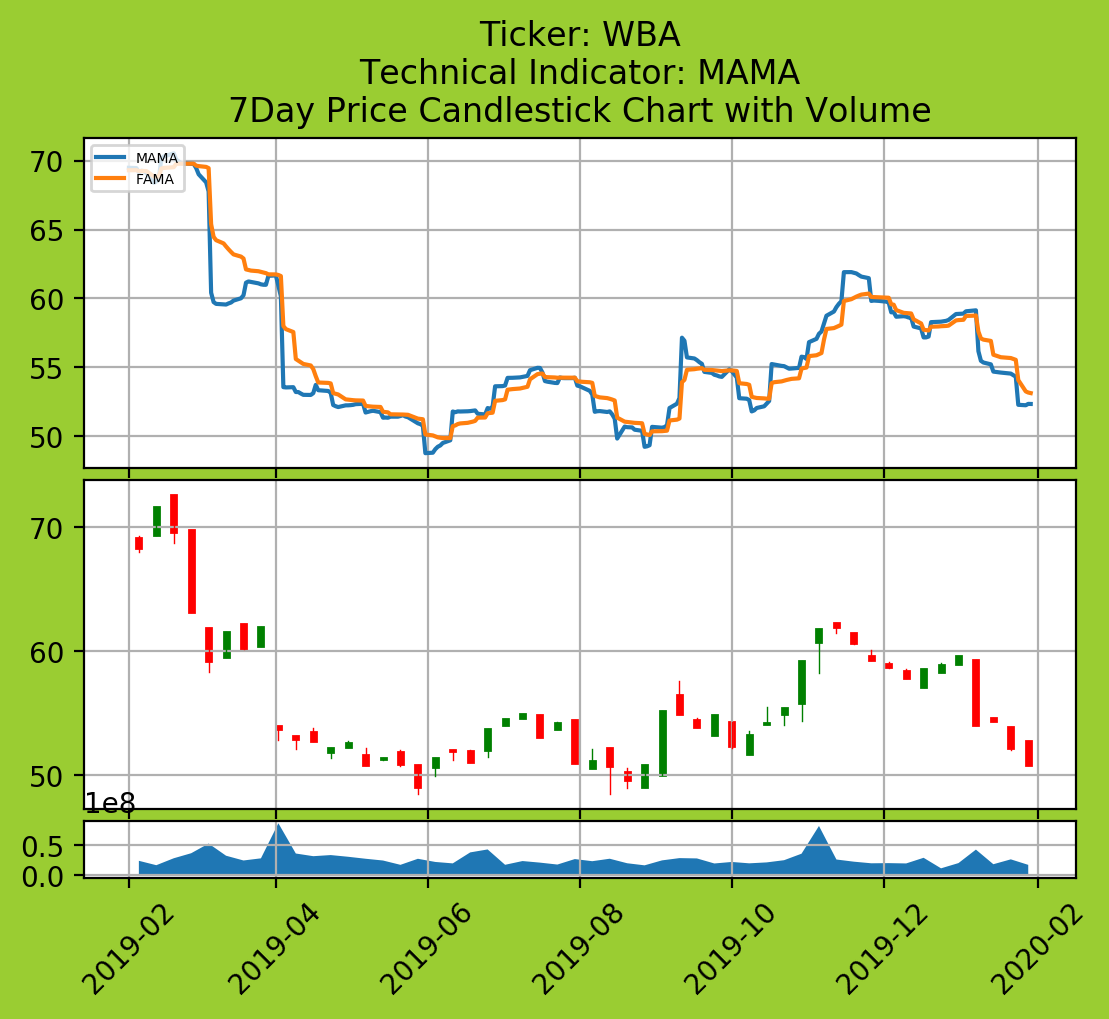 Ticker: WBA
Technical Indicator: MAMA
7Day Price Candlestick Chart with Volume
MAMA
FAMA
70
65
60
55
50
70
60
50
1e8
0.5
0.0
2019-02
2019-04
2019-06
2019-08
2019-10
2019-12
2020-02